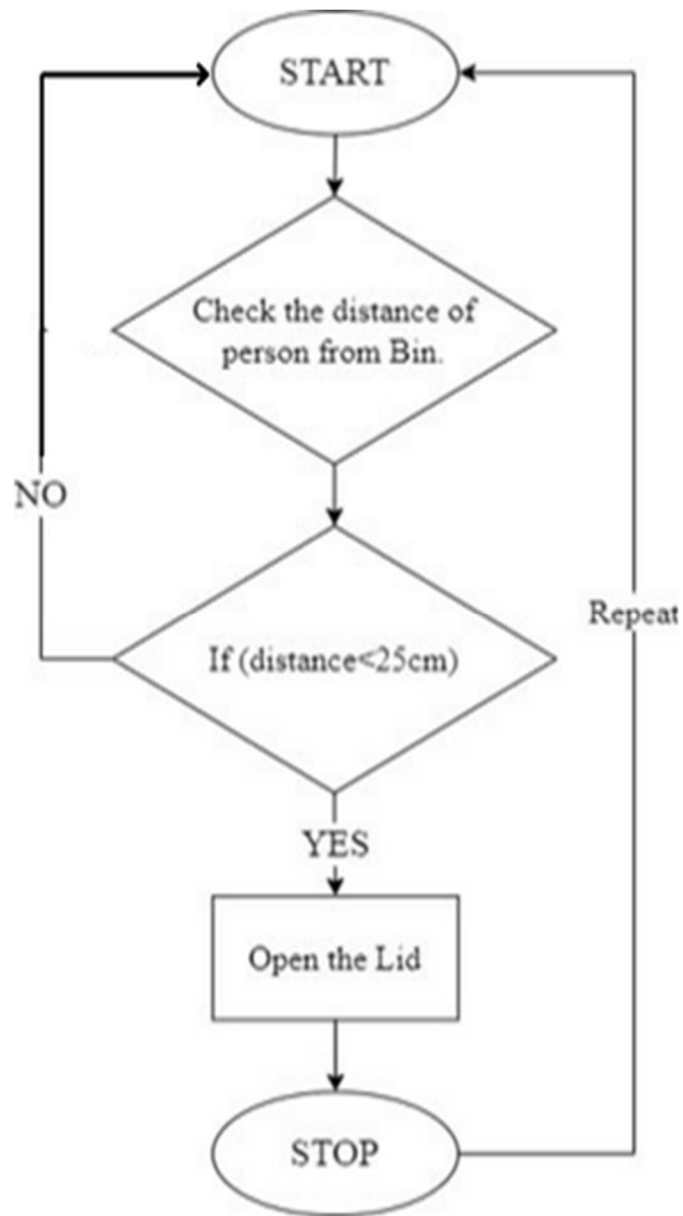 START
Check the distance of
person from Bin.
NO
If (distance<25cm)
Repeat
YES
Open the Lid
STOP